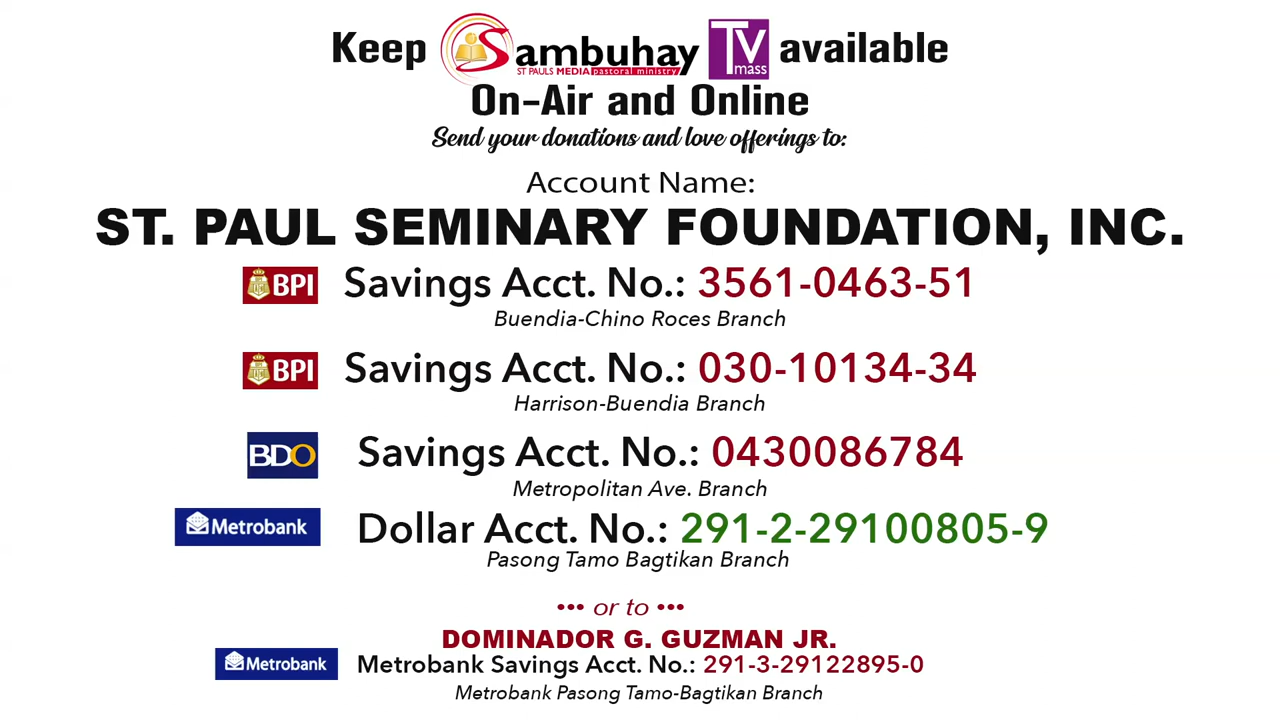 Keep Sambuhay TV mass available
ST PAULS MEDIA pastoral ministry
On-Air and Online
Send your donations and love offerings to:
Account Name:
ST. PAUL SEMINARY FOUNDATION, INC.
BPI Savings Acct. No.: 3561-0463-51
Buendia-Chino Roces Branch
BPI Savings Acct. No.: 030-10134-34
Harrison-Buendia Branch
BDO Savings Acct. No.: 0430086784
Metropolitan Ave. Branch
Metrobank Dollar Acct. No.: 291-2-29100805-9
Pasong Tamo Bagtikan Branch
••• or to •••
DOMINADOR G. GUZMAN JR.
Metrobank Metrobank Savings Acct. No.: 291-3-29122895-0
Metrobank Pasong Tamo-Bagtikan Branch